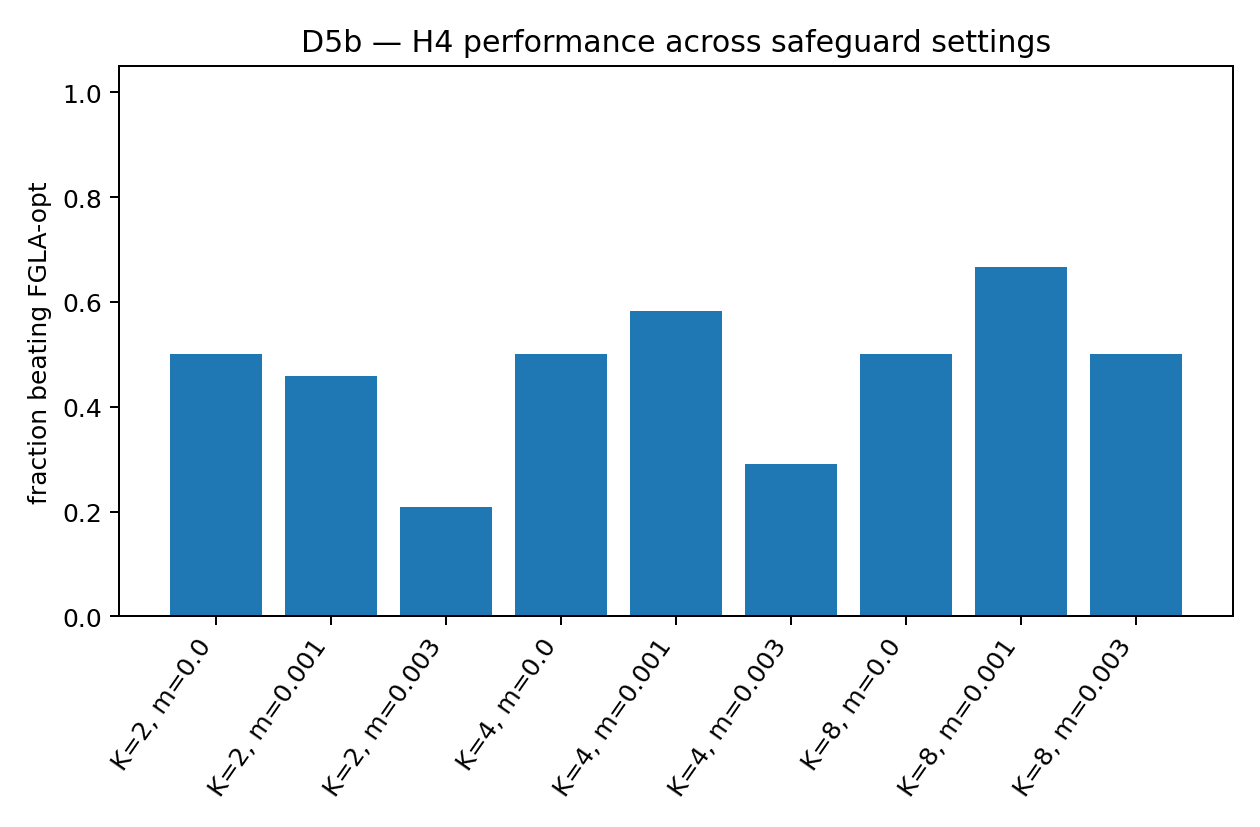 D5b — H4 performance across safeguard settings
fraction beating FGLA-opt
1.0
0.8
0.6
0.4
0.2
0.0
K=2, m=0.0
K=2, m=0.001
K=2, m=0.003
K=4, m=0.0
K=4, m=0.001
K=4, m=0.003
K=8, m=0.0
K=8, m=0.001
K=8, m=0.003